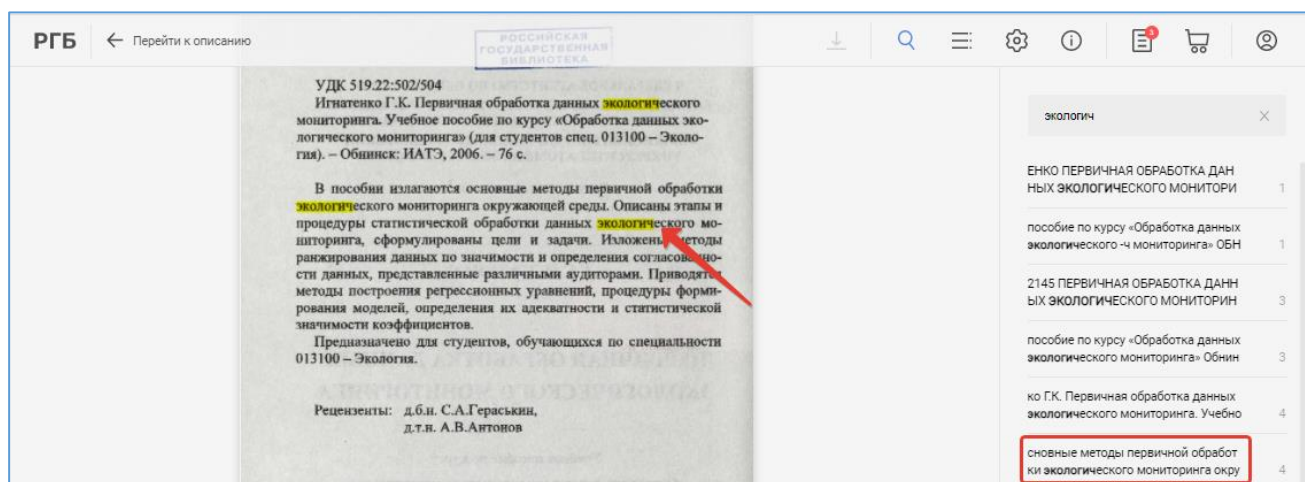 РГБ
Перейти к описанию
РОССИЙСКАЯ
ГОСУДАРСТВЕННАЯ
БИБЛИОТЕКА
3
УДК 519.22:502/504
Игнатенко Г.К. Первичная обработка данных экологического
мониторинга. Учебное пособие по курсу «Обработка данных эко-
логического мониторинга» (для студентов спец. 013100 – Эколо-
гия). – Обнинск: ИАТЭ, 2006. – 76 с.
В пособии излагаются основные методы первичной обработки
экологического мониторинга окружающей среды. Описаны этапы и
процедуры статистической обработки данных экологического мо-
ниторинга, сформулированы цели и задачи. Изложены методы
ранжирования данных по значимости и определения согласованно-
сти данных, представленные различными аудиторами. Приводятся
методы построения регрессионных уравнений, процедуры форми-
рования моделей, определения их адекватности и статистической
значимости коэффициентов.
Предназначено для студентов, обучающихся по специальности
013100 – Экология.
Рецензенты: д.б.н. С.А.Гераськин,
д.т.н. А.В.Антонов
экологич
ЕНКО ПЕРВИЧНАЯ ОБРАБОТКА ДАН
НЫХ ЭКОЛОГИЧЕСКОГО МОНИТОРИ 1
пособие по курсу «Обработка данных
экологического -ч мониторинга» ОБН 1
2145 ПЕРВИЧНАЯ ОБРАБОТКА ДАНН
ЫХ ЭКОЛОГИЧЕСКОГО МОНИТОРИН 3
пособие по курсу «Обработка данных
экологического мониторинга» Обнин 3
ко Г.К. Первичная обработка данных
экологического мониторинга. Учебно 4
сновные методы первичной обработ
ки экологического мониторинга окру 4